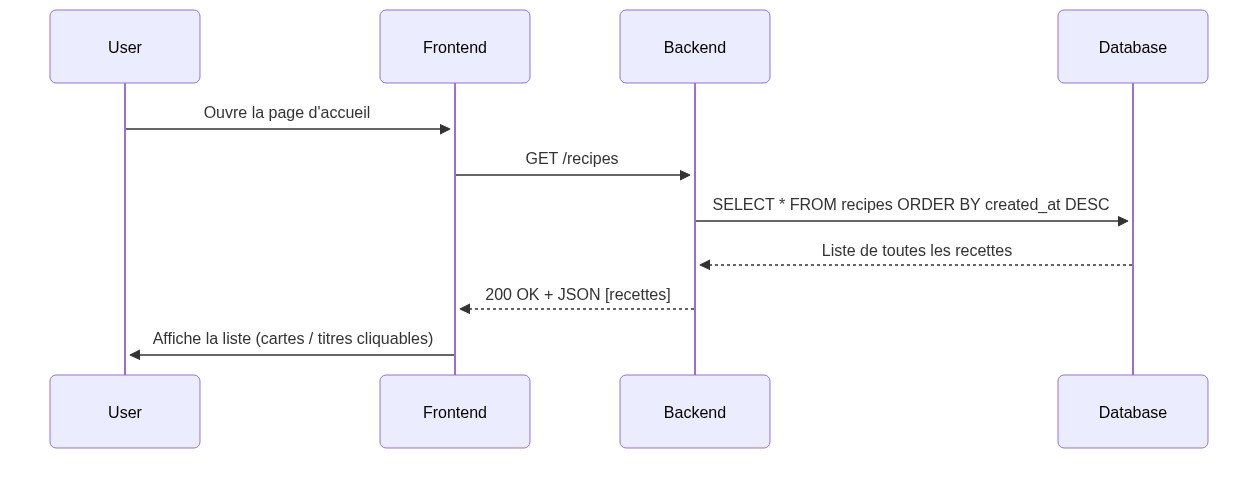 User
Frontend
Backend
Database
Ouvre la page d'accueil
GET /recipes
SELECT * FROM recipes ORDER BY created_at DESC
Liste de toutes les recettes
200 OK + JSON [recettes]
Affiche la liste (cartes / titres cliquables)
User
Frontend
Backend
Database